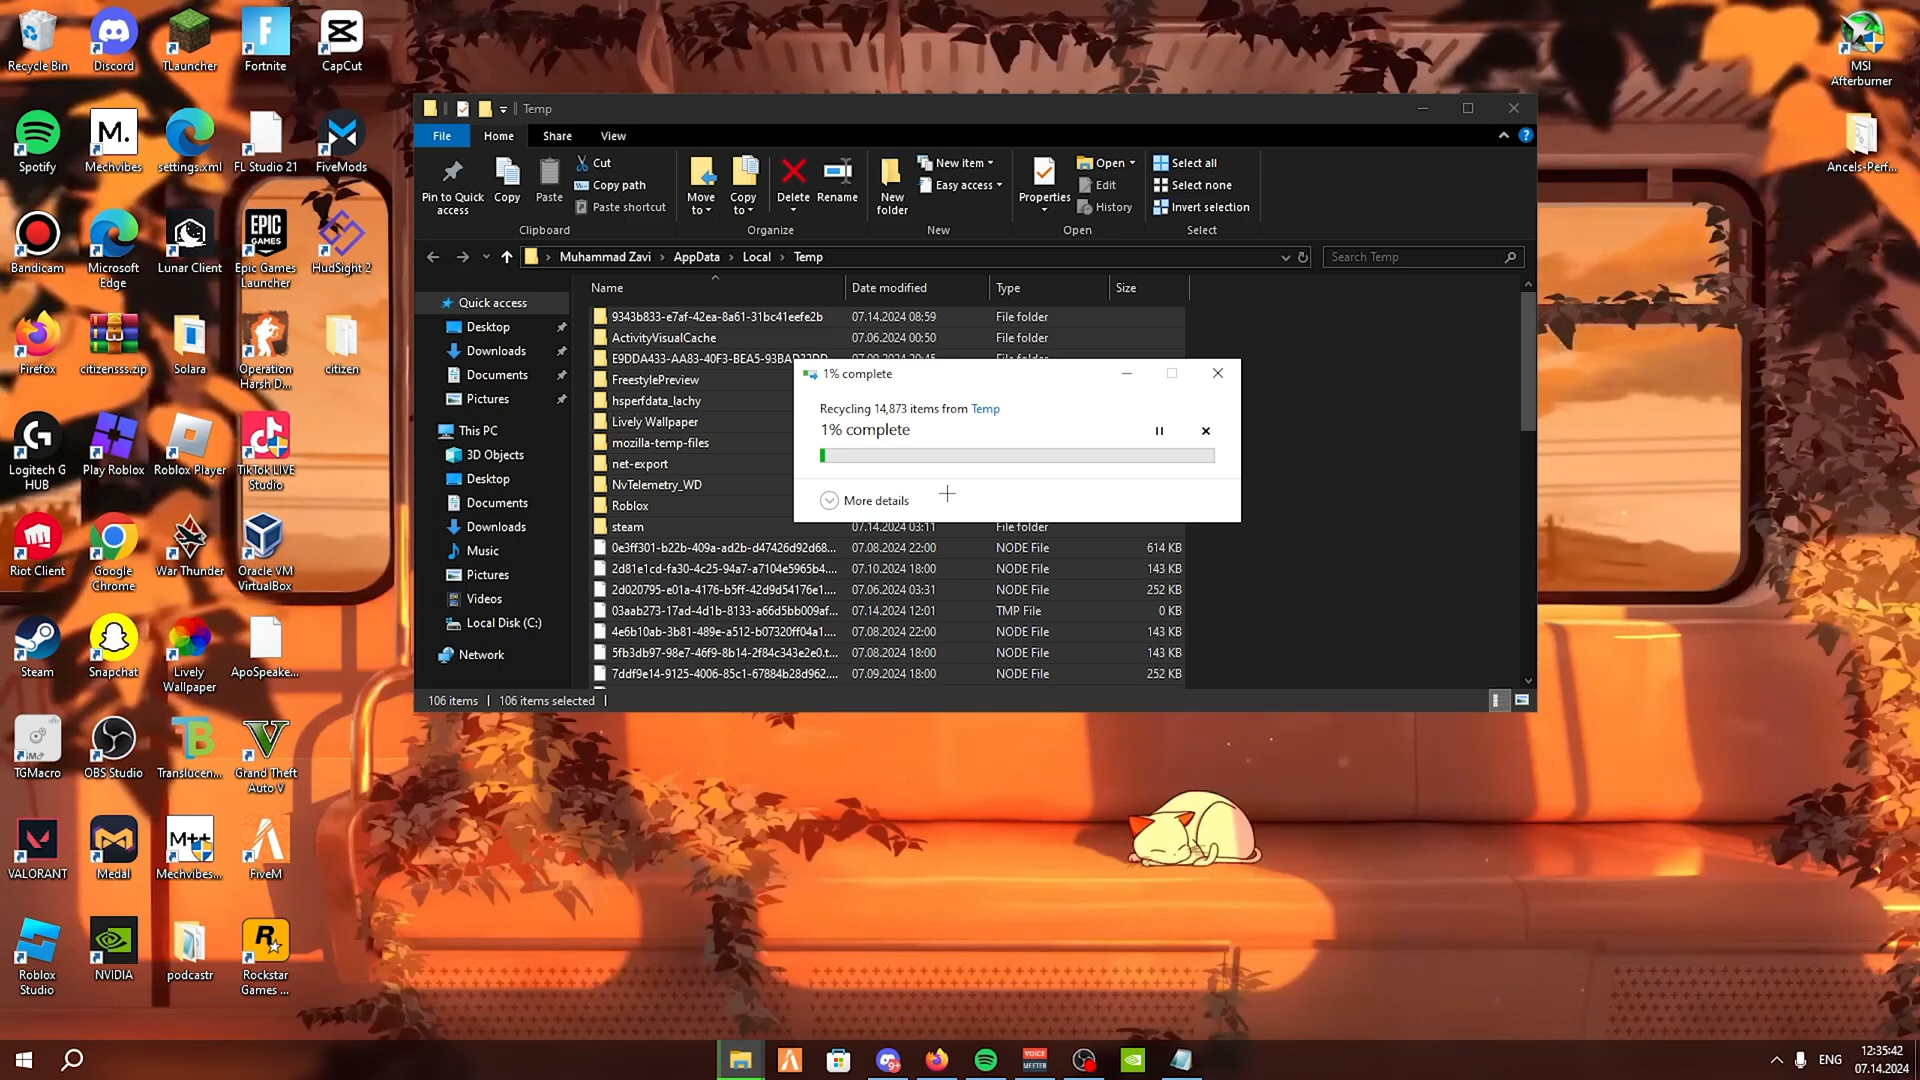 Recycle Bin
Discord
TLauncher
Fortnite
CapCut
MSI
Afterburner
Spotify
M.
Mechvibes
settings.xml
FL Studio 21
FiveMods
Ancels-Perf...
Bandicam
Microsoft
Edge
Lunar Client
EPIC
GAMES
Epic Games
Launcher
HudSight 2
Firefox
citizensss.zip
Solara
Operation
Harsh D...
citizen
Logitech G
HUB
Play Roblox
Roblox Player
TikTok LIVE
Studio
Riot Client
Google
Chrome
War Thunder
Oracle VM
VirtualBox
Steam
Snapchat
Lively
Wallpaper
ApoSpeake...
TGMacro
OBS Studio
Translucen...
Grand Theft
Auto V
VALORANT
Medal
M++
Mechvibes...
FiveM
Roblox
Studio
NVIDIA
podcastr
Rockstar
Games ...
Temp
File
Home
Share
View
Pin to Quick
access
Copy
Paste
Cut
Copy path
Paste shortcut
Clipboard
Move
to
Copy
to
Delete
Rename
Organize
New
folder
New item
Easy access
New
Properties
Open
Edit
History
Open
Select all
Select none
Invert selection
Select
Muhammad Zavi
AppData
Local
Temp
Search Temp
Quick access
Desktop
Downloads
Documents
Pictures
This PC
3D Objects
Desktop
Documents
Downloads
Music
Pictures
Videos
Local Disk (C:)
Network
Name Date modified Type Size
9343b833-e7af-42ea-8a61-31bc41eefe2b 07.14.2024 08:59 File folder
ActivityVisualCache 07.06.2024 00:50 File folder
E9DDA433-AA83-40F3-BEA5-93BAD22DD
FreestylePreview
hsperfdata_lachy
Lively Wallpaper
mozilla-temp-files
net-export
NvTelemetry_WD
Roblox
steam 07.14.2024 03:11 File folder
0e3ff301-b22b-409a-ad2b-d47426d92d68... 07.08.2024 22:00 NODE File 614 KB
2d81e1cd-fa30-4c25-94a7-a7104e5965b4.... 07.10.2024 18:00 NODE File 143 KB
2d020795-e01a-4176-b5ff-42d9d54176e1.... 07.06.2024 03:31 NODE File 252 KB
03aab273-17ad-4d1b-8133-a66d5bb009af... 07.14.2024 12:01 TMP File 0 KB
4e6b10ab-3b81-489e-a512-b07320ff04a1.... 07.08.2024 22:00 NODE File 143 KB
5fb3db97-98e7-46f9-8b14-2f84c343e2e0.t... 07.08.2024 18:00 NODE File 143 KB
7ddf9e14-9125-4006-85c1-67884b28d962.... 07.09.2024 18:00 NODE File 252 KB
106 items
106 items selected
1% complete
Recycling 14,873 items from Temp
1% complete
More details
9+
VOICE
MEETER
ENG
12:35:42
07.14.2024